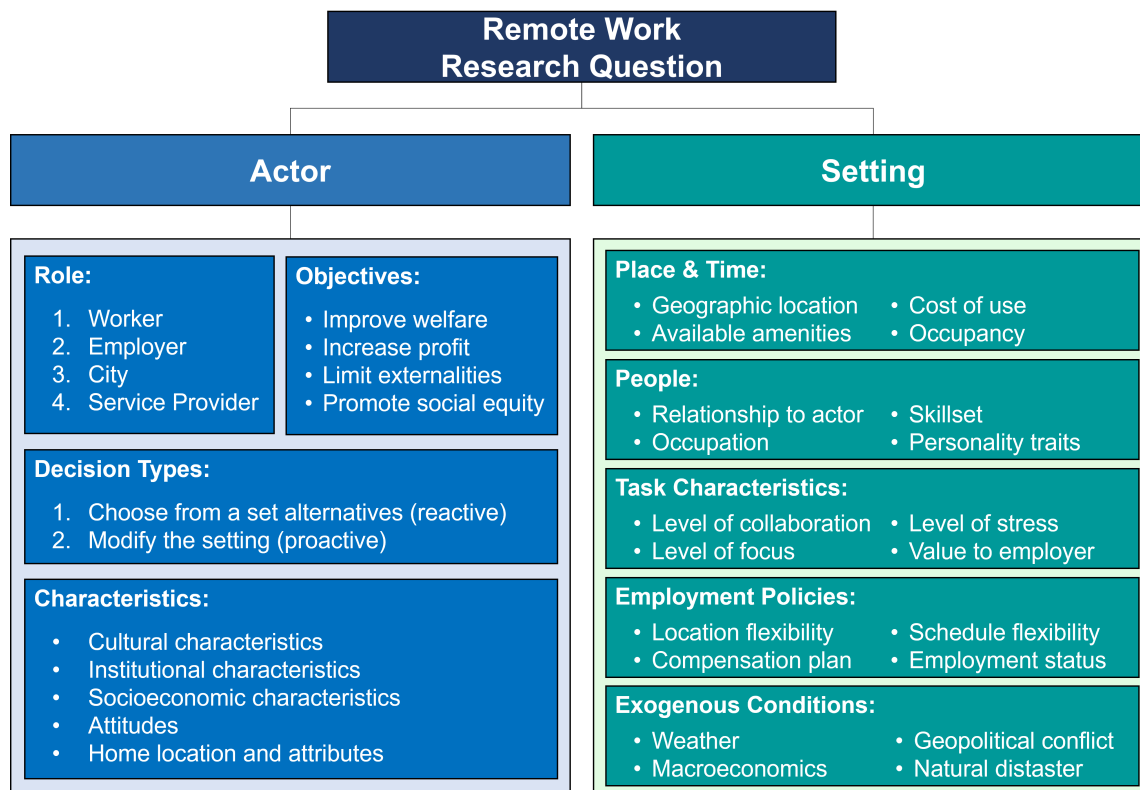 Remote Work
Research Question
Actor
Setting
Role:
1. Worker
2. Employer
3. City
4. Service Provider
Objectives:
• Improve welfare
• Increase profit
• Limit externalities
• Promote social equity
Decision Types:
1. Choose from a set alternatives (reactive)
2. Modify the setting (proactive)
Characteristics:
• Cultural characteristics
• Institutional characteristics
• Socioeconomic characteristics
• Attitudes
• Home location and attributes
Place & Time:
• Geographic location • Cost of use
• Available amenities • Occupancy
People:
• Relationship to actor • Skillset
• Occupation • Personality traits
Task Characteristics:
• Level of collaboration • Level of stress
• Level of focus • Value to employer
Employment Policies:
• Location flexibility • Schedule flexibility
• Compensation plan • Employment status
Exogenous Conditions:
• Weather • Geopolitical conflict
• Macroeconomics • Natural distaster